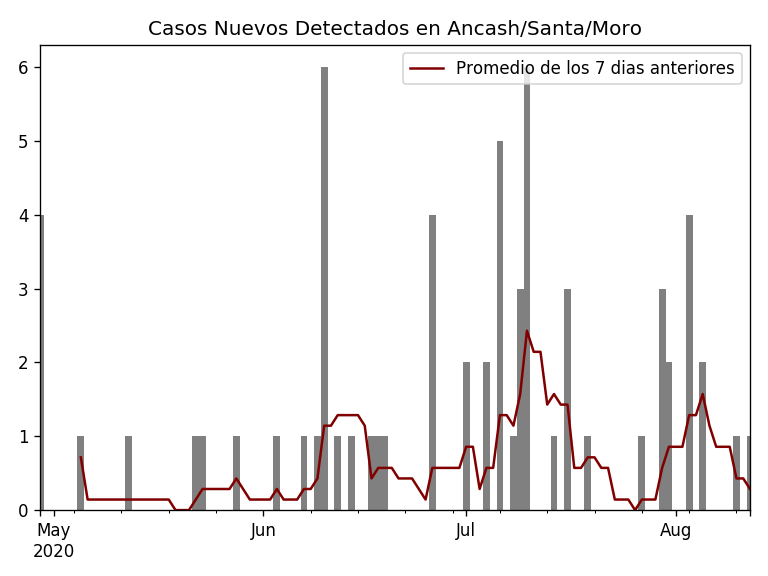 Casos Nuevos Detectados en Ancash/Santa/Moro
Promedio de los 7 dias anteriores
6
5
4
3
2
1
0
May Jun Jul Aug
2020